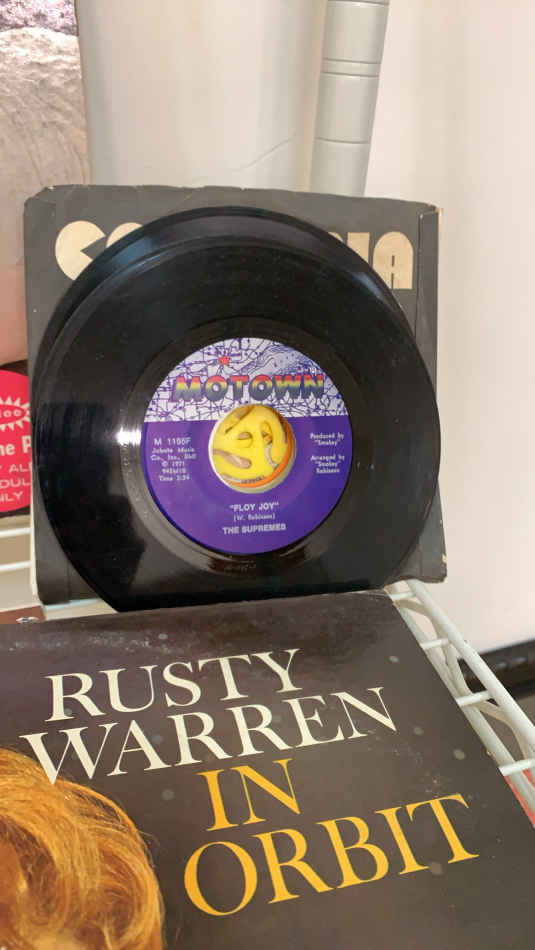 MOTOWN
M 1195F
Jobete Music
Co., Inc., BMI
© 1971
Time 2:34
Produced by
"Smokey"
Arranged by
"Smokey"
Robinson
"FLOY JOY"
(W. Robinson)
THE SUPREMES
ONLY
RUSTY
WARREN
IN
ORBIT